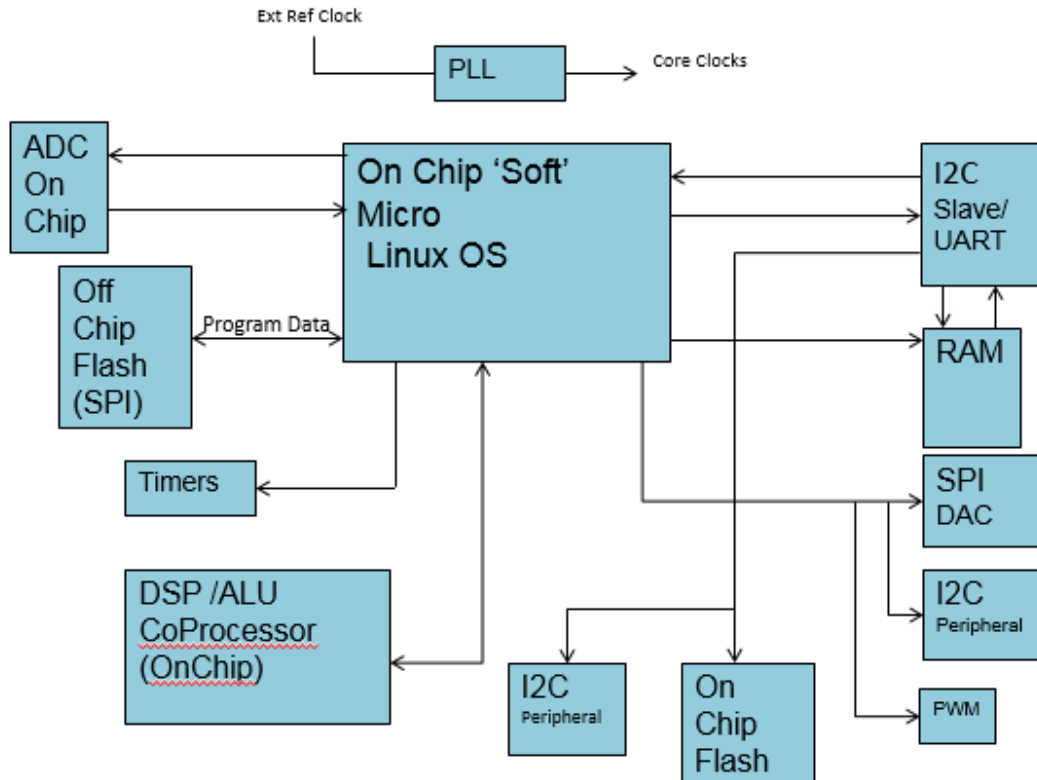 Ext Ref Clock
PLL
Core Clocks
ADC
On
Chip
On Chip ‘Soft’
Micro
Linux OS
I2C
Slave/
UART
Off
Chip
Flash
(SPI)
Program Data
RAM
Timers
SPI
DAC
DSP /ALU
CoProcessor
(OnChip)
I2C
Peripheral
I2C
Peripheral
On
Chip
Flash
PWM